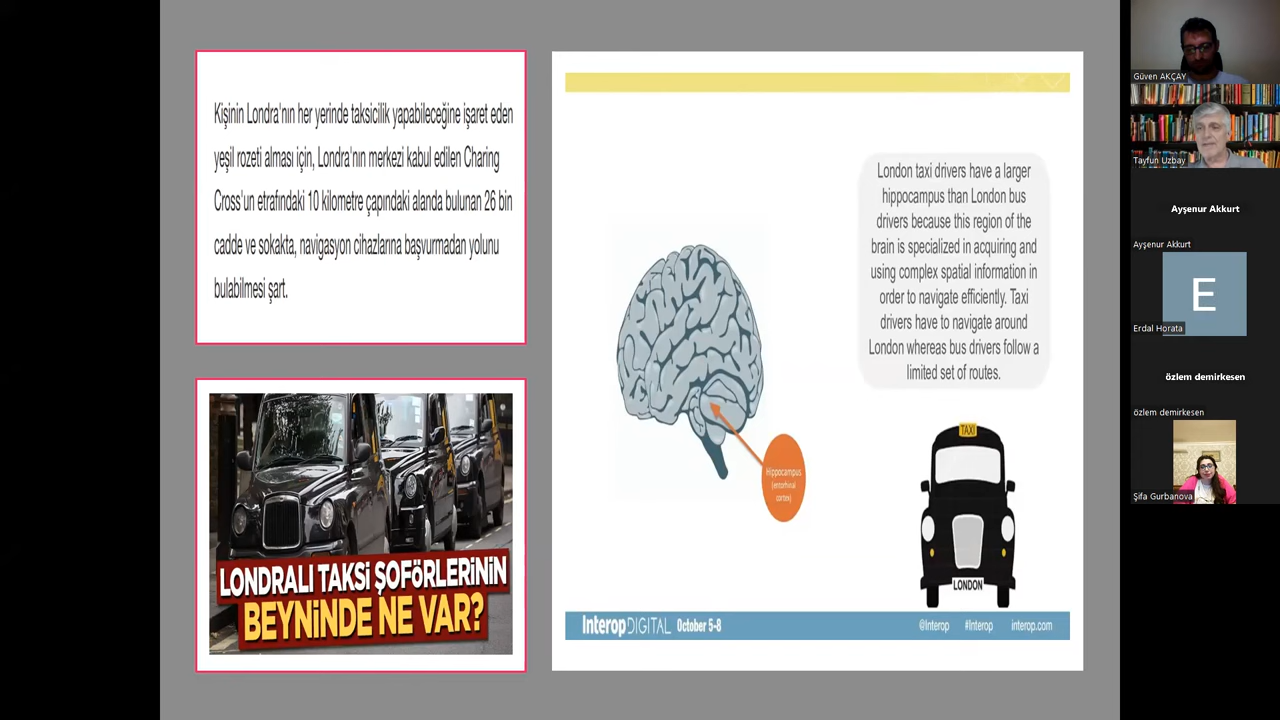 Kişinin Londra'nın her yerinde taksicilik yapabileceğine işaret eden
yeşil rozeti alması için, Londra'nın merkezi kabul edilen Charing
Cross'un etrafındaki 10 kilometre çapındaki alanda bulunan 26 bin
cadde ve sokakta, navigasyon cihazlarına başvurmadan yolunu
bulabilmesi şart.
LONDRALI TAKSİ ŞOFÖRLERİNİN
BEYNİNDE NE VAR?
London taxi drivers have a larger
hippocampus than London bus
drivers because this region of the
brain is specialized in acquiring and
using complex spatial information in
order to navigate efficiently. Taxi
drivers have to navigate around
London whereas bus drivers follow a
limited set of routes.
Hippocampus
(entorhinal
cortex)
TAXI
LONDON
Interop DIGITAL October 5-8
@Interop #Interop interop.com
Güven AKÇAY
Tayfun Uzbay
Ayşenur Akkurt
Ayşenur Akkurt
E
Erdal Horata
özlem demirkesen
özlem demirkesen
Şifa Gurbanova